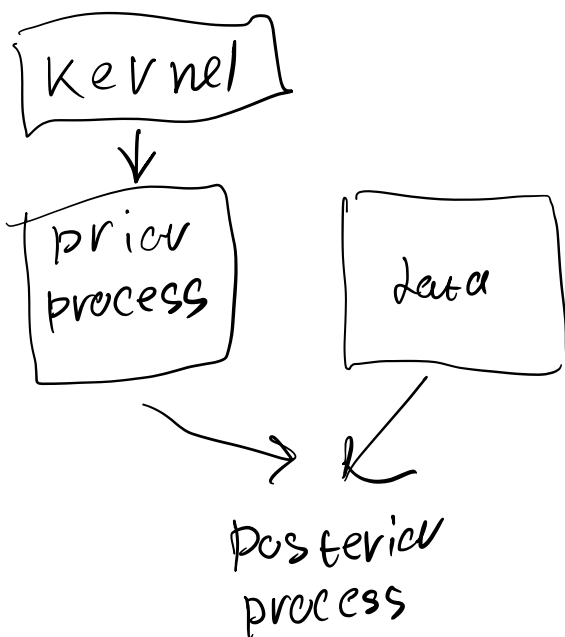 kernel
prior
process
data
posterior
process